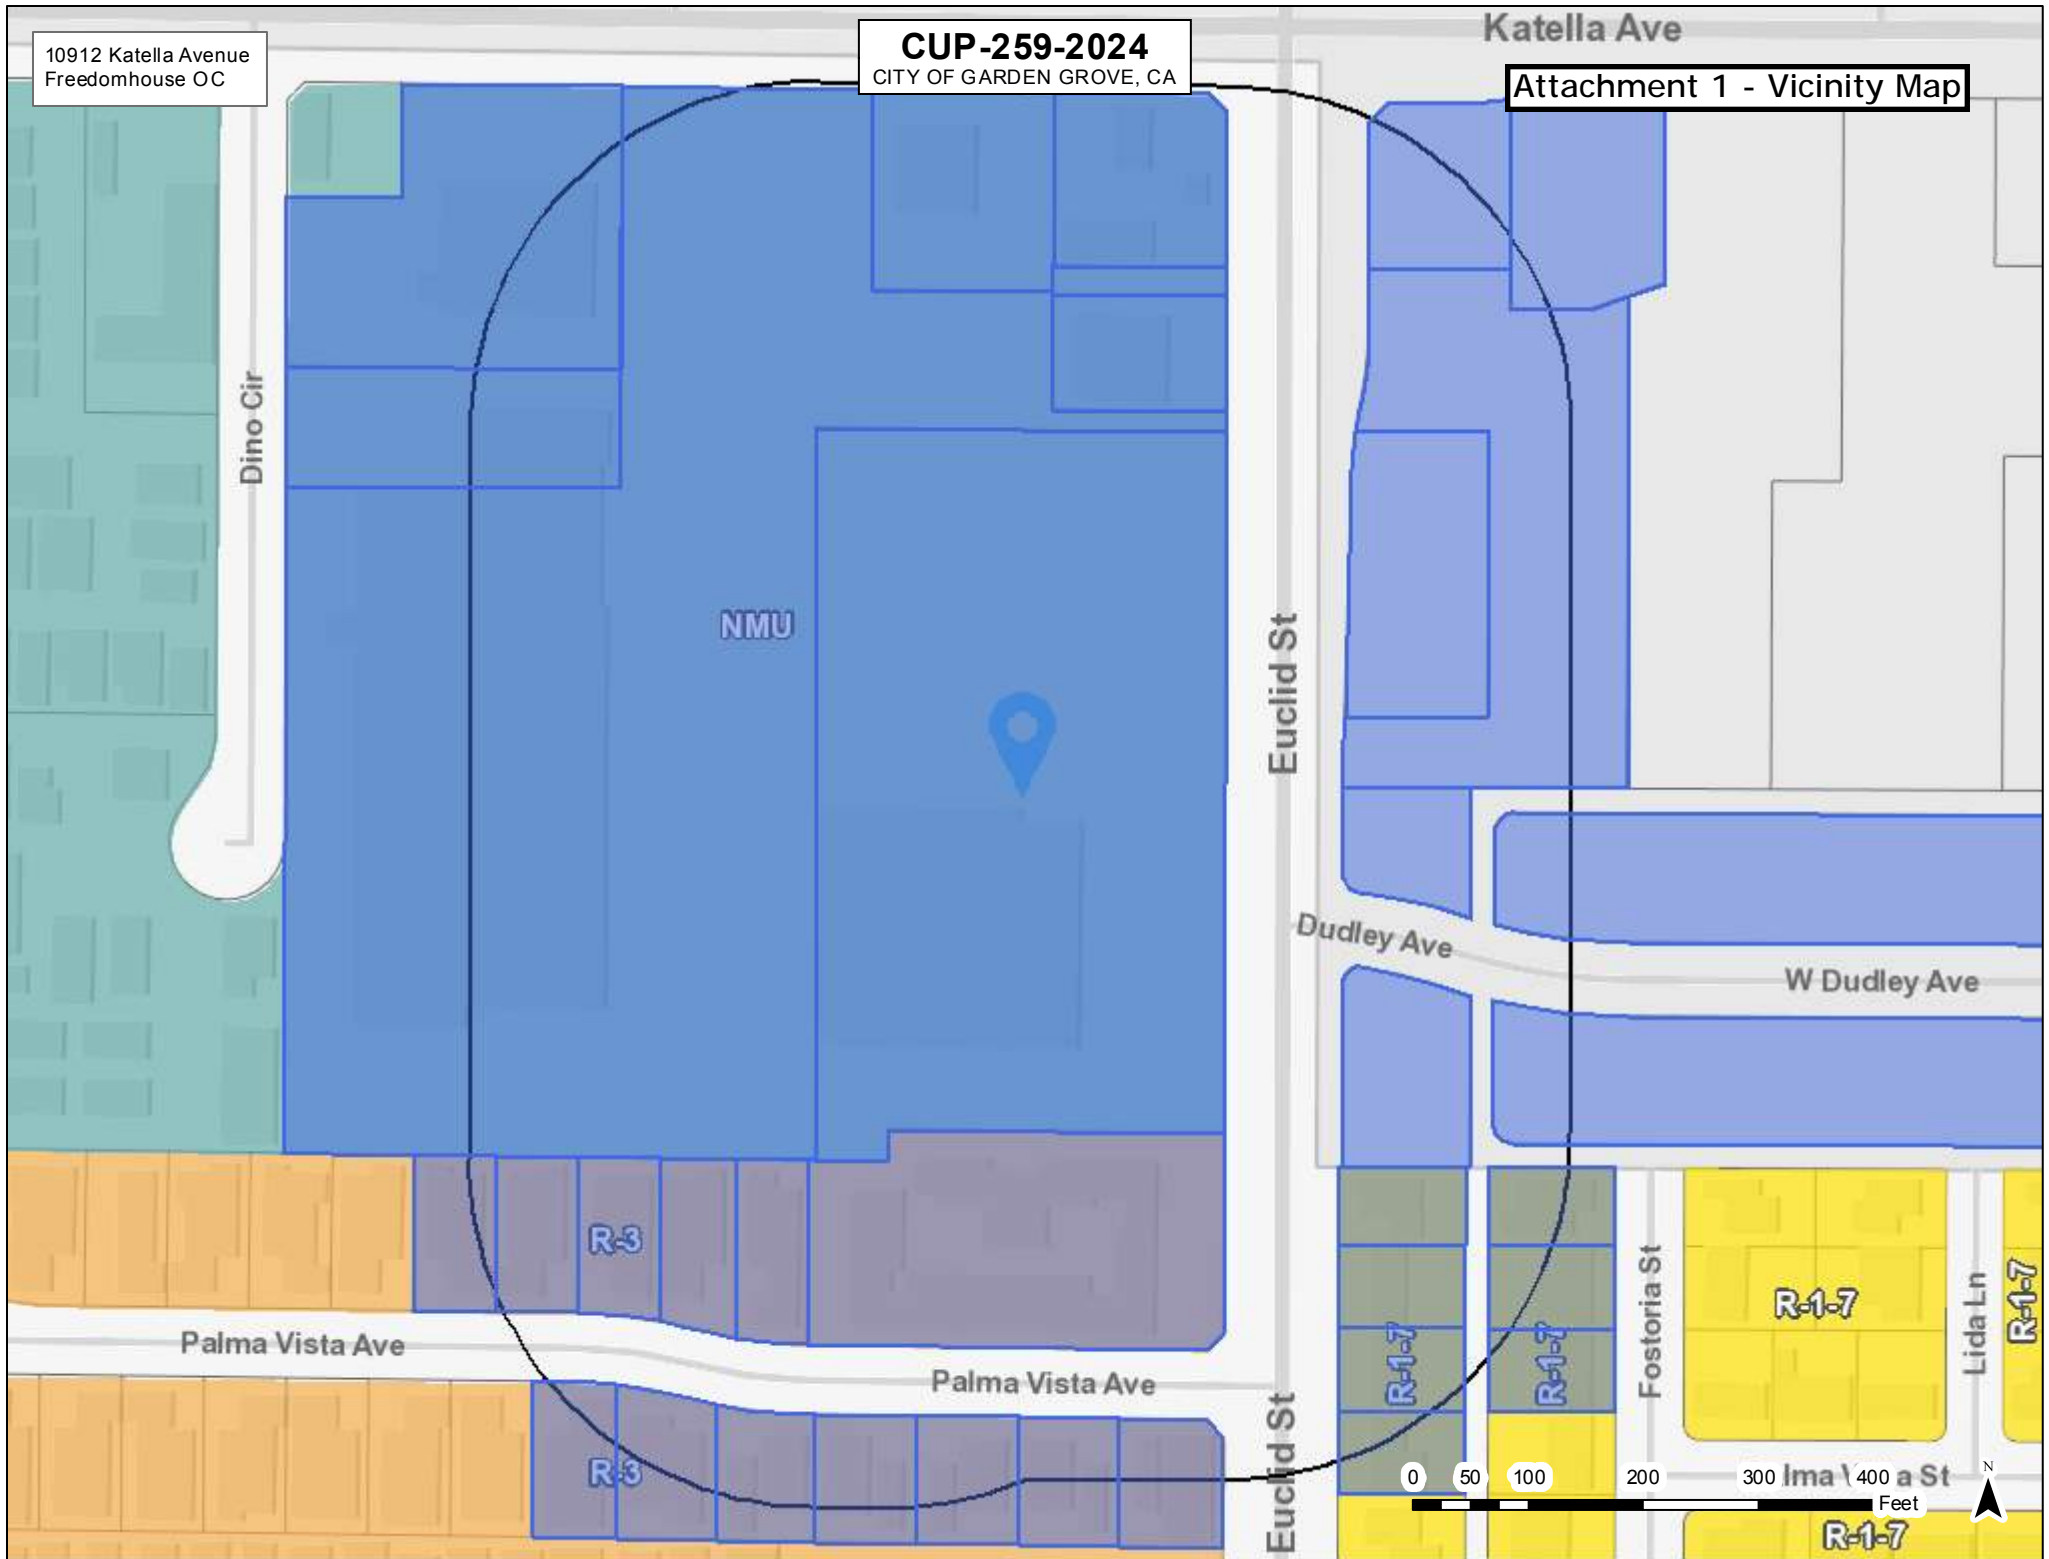 10912 Katella Avenue
Freedomhouse OC
CUP-259-2024
CITY OF GARDEN GROVE, CA
Katella Ave
Attachment 1 - Vicinity Map
Dino Cir
NMU
Euclid St
Dudley Ave
W Dudley Ave
R-3
R-1-7
R-1-7
Fostoria St
R-1-7
Lida Ln
R-1-7
Palma Vista Ave
Palma Vista Ave
Euclid St
R-3
0 50 100 200 300 400
Feet
lma V a St
N
R-1-7